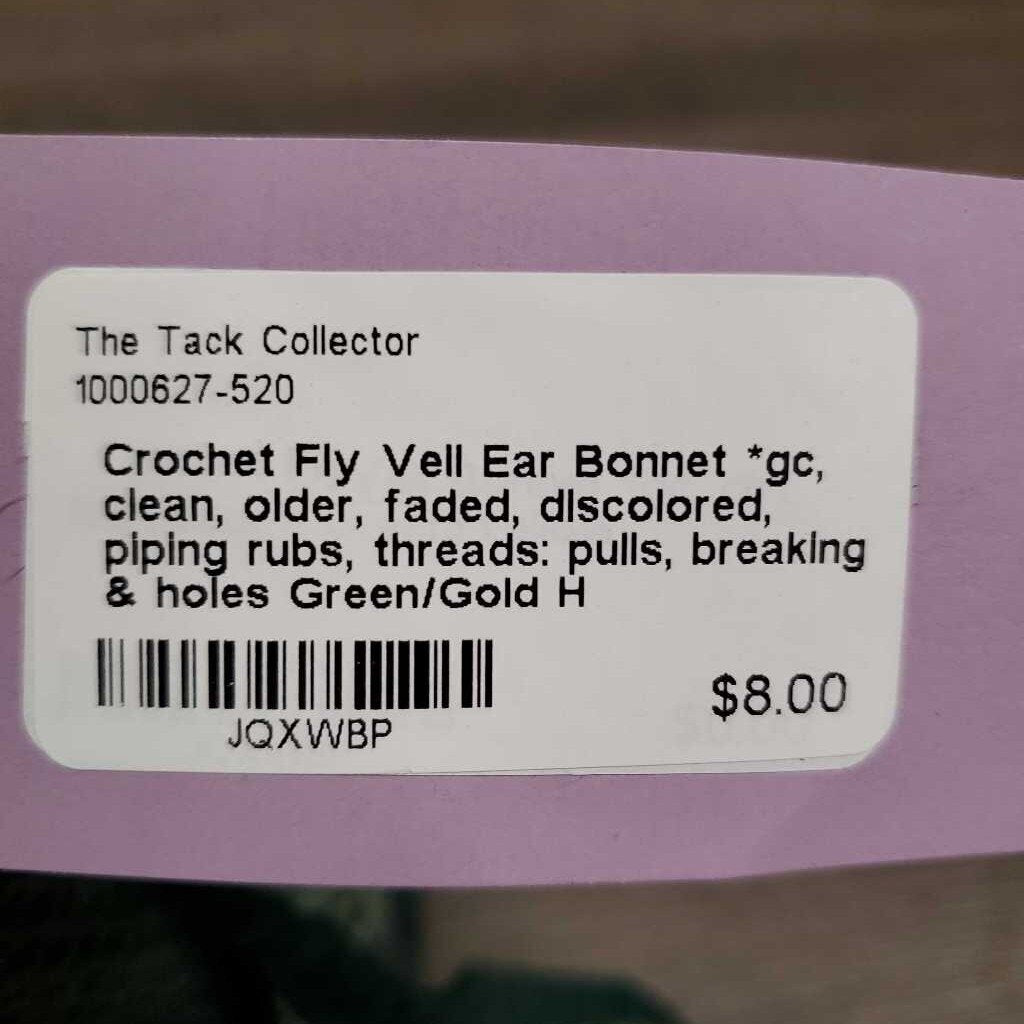 The Tack Collector
1000627-520
Crochet Fly Veil Ear Bonnet *gc,
clean, older, faded, discolored,
piping rubs, threads: pulls, breaking
& holes Green/Gold H
JQXWBP
$8.00